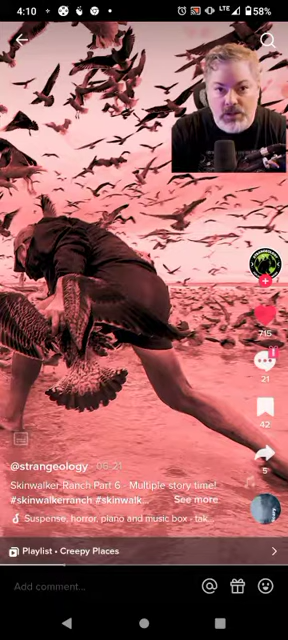 4:10
LTE
58%
715
21
42
5
@strangeology · 06-21
Skinwalker Ranch Part 6 - Multiple story time!
#skinwalkerranch #skinwalk... See more
Suspense, horror, piano and music box - tak...
Playlist • Creepy Places
Add comment...